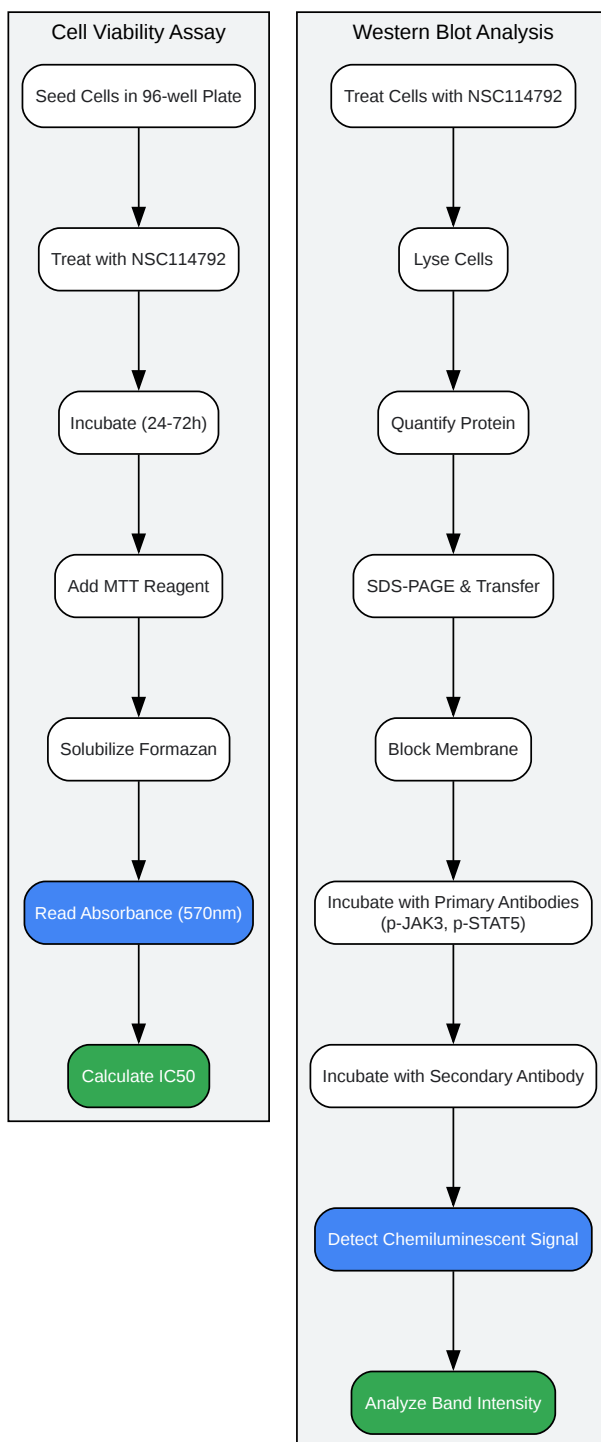 Cell Viability Assay
Seed Cells in 96-well Plate
Treat with NSC114792
Incubate (24-72h)
Add MTT Reagent
Solubilize Formazan
Read Absorbance (570nm)
Calculate IC50
Western Blot Analysis
Treat Cells with NSC114792
Lyse Cells
Quantify Protein
SDS-PAGE & Transfer
Block Membrane
Incubate with Primary Antibodies
(p-JAK3, p-STAT5)
Incubate with Secondary Antibody
Detect Chemiluminescent Signal
Analyze Band Intensity